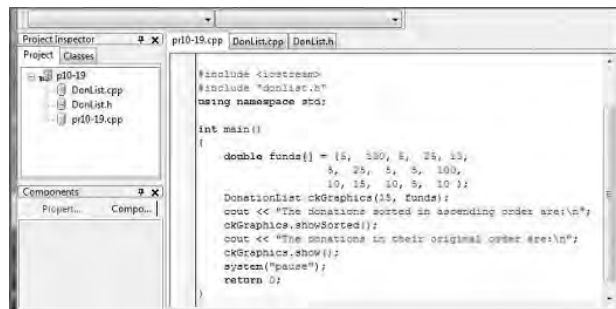 Project Inspector
Project Classes
p10-19
DonList.cpp
DonList.h
pr10-19.cpp
Components
Propert... Compo...
pr10-19.cpp DonList.cpp DonList.h
#include <iostream>
#include "donlist.h"
using namespace std;
int main()
{
double funds[] = {5, 5, 25,
5, 25, 5, 5, 100,
10, 15, 10, 5, 10 };
DonationList ckGraphics(15, funds);
cout << "The donations sorted in ascending order are:\n";
ckGraphics.showSorted();
cout << "The donations in their original order are:\n";
ckGraphics.show();
system("pause");
return 0;
}